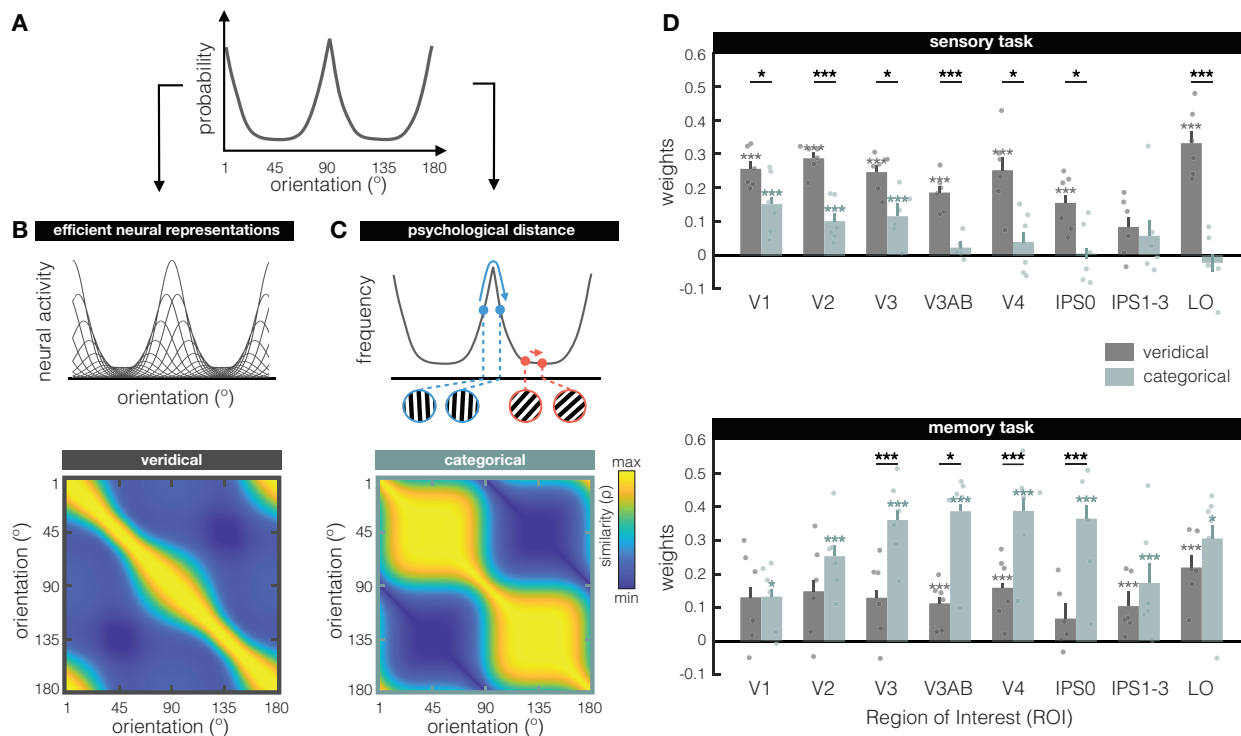 A
probability
1 45 90 135 180
orientation (º)
B
efficient neural representations
neural activity
orientation (º)
C
psychological distance
frequency
veridical
1
45
90
135
180
orientation (º)
1 45 90 135 180
orientation (º)
categorical
1
45
90
135
180
orientation (º)
1 45 90 135 180
orientation (º)
max
similarity (ρ)
min
D
sensory task
0.6
0.5
0.4
0.3
0.2
0.1
0
-0.1
weights
* *** * *** * * ***
*** *** *** *** *** *** ***
*** *** ***
V1 V2 V3 V3AB V4 IPS0 IPS1-3 LO
veridical
categorical
memory task
0.6
0.5
0.4
0.3
0.2
0.1
0
-0.1
weights
*** * *** ***
* *** *** *** *** *** *** *
*** *** *** ***
V1 V2 V3 V3AB V4 IPS0 IPS1-3 LO
Region of Interest (ROI)